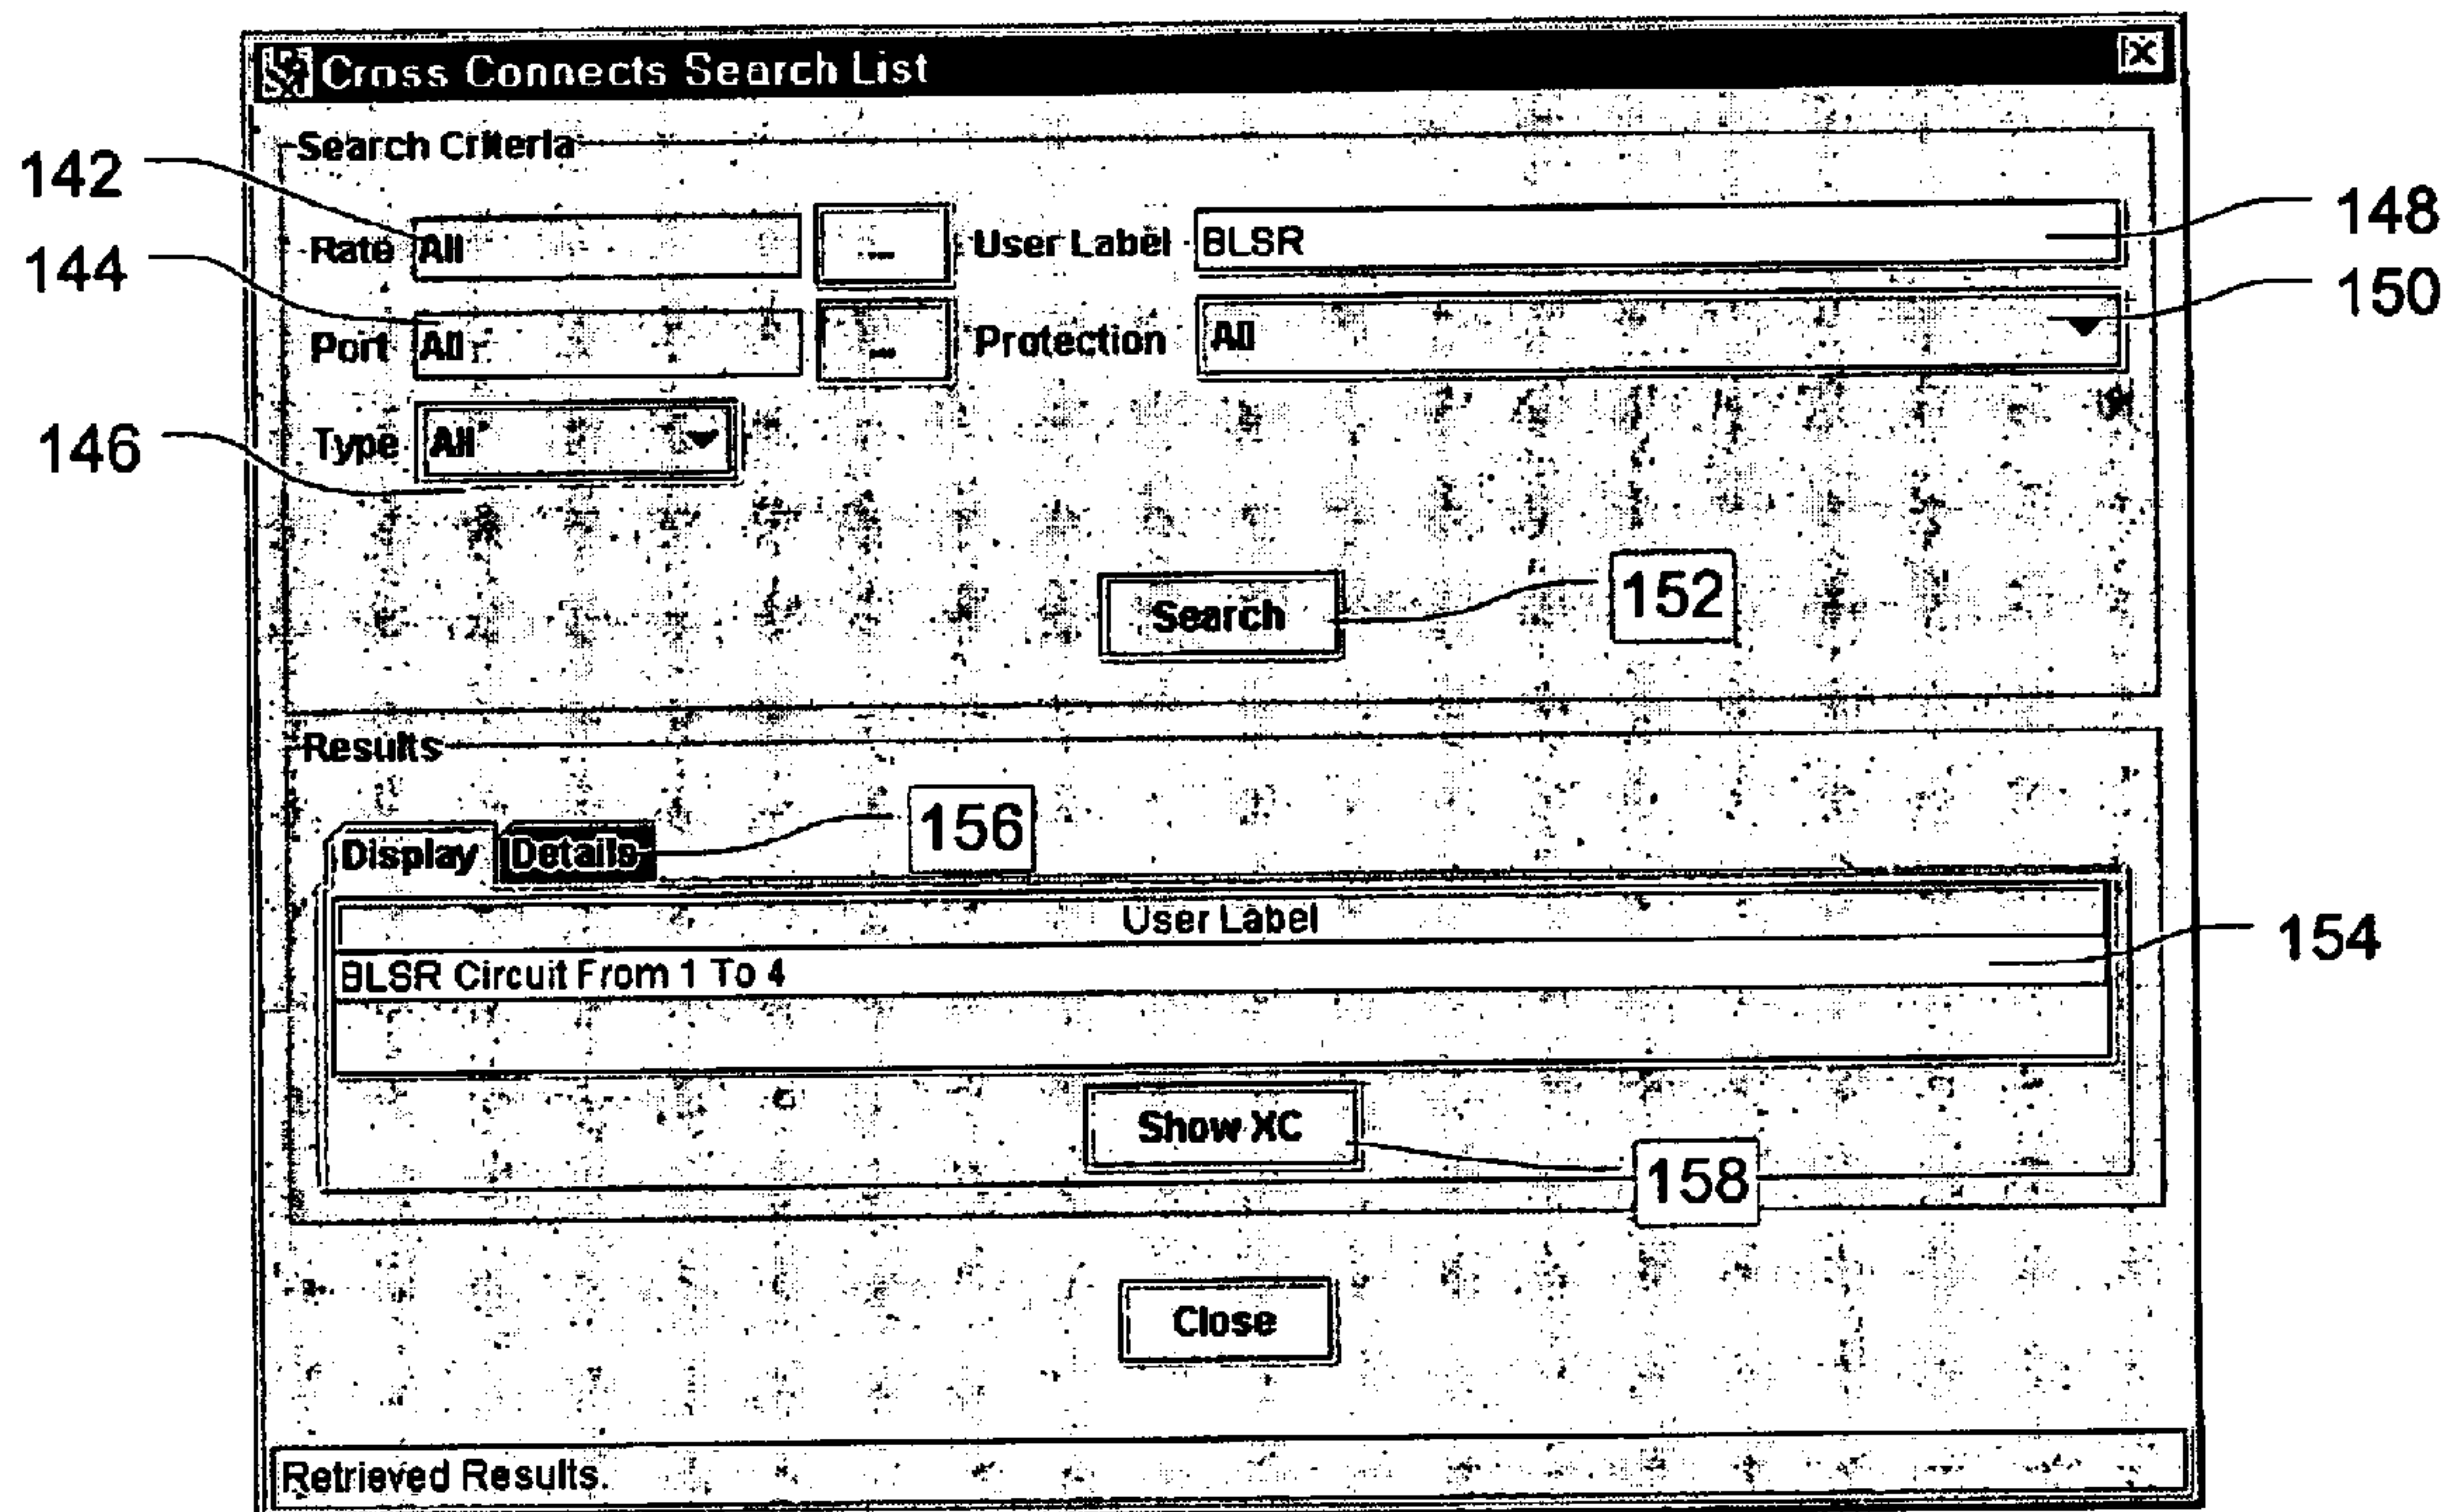 Cross Connects Search List
Search Criteria
142
Rate All ... User Label BLSR 148
144
Port All ... Protection All 150
146 Type All
Search 152
Results
Display Details 156
User Label
BLSR Circuit From 1 To 4 154
Show XC
158
Close
Retrieved Results.